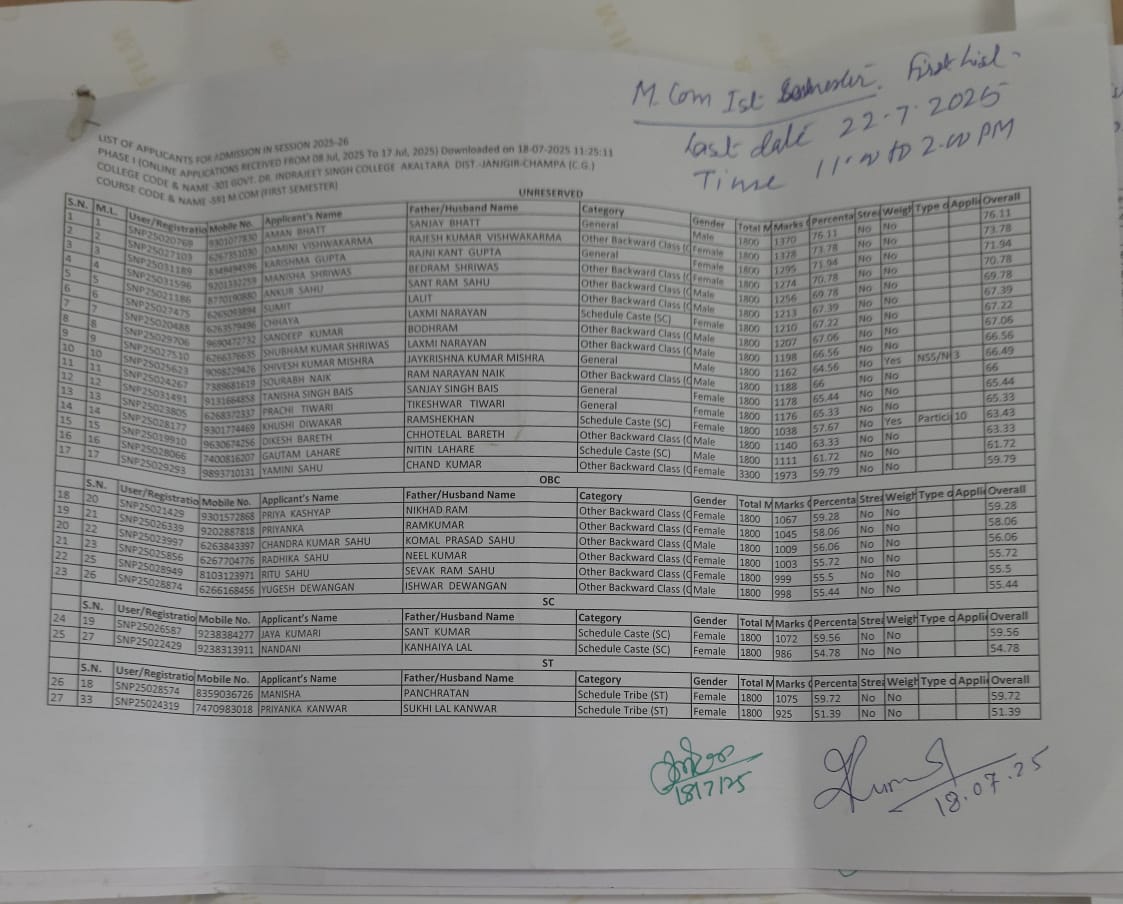 M.Com Ist Semester. First List -
Last date 22-7-2025
Time 11:00 to 2.00 PM
LIST OF APPLICANTS FOR ADMISSION IN SESSION 2025-26
PHASE I (ONLINE APPLICATIONS RECEIVED FROM 08 Jul, 2025 To 17 Jul, 2025) Downloaded on 18-07-2025 11:25:11
COLLEGE CODE & NAME -301 GOVT. DR. INDRAJEET SINGH COLLEGE AKALTARA DIST.-JANJGIR-CHAMPA (C.G.)
COURSE CODE & NAME -591 M.COM (FIRST SEMESTER)
UNRESERVED
S.N. M.L. User/Registratio Mobile No. Applicant's Name Father/Husband Name Category Gender Total M Marks Percenta Strea Weigh Type o Appli Overall
1 1 SNP25020769 9301077830 AMAN BHATT SANJAY BHATT General Male 1800 1370 76.11 No No 76.11
2 2 SNP25027103 6267351030 DAMINI VISHWAKARMA RAJESH KUMAR VISHWAKARMA Other Backward Class (O Female 1800 1328 73.78 No No 73.78
3 3 SNP25031189 8349494596 KARISHMA GUPTA RAJNI KANT GUPTA General Female 1800 1295 71.94 No No 71.94
4 4 SNP25031596 9201332259 MANISHA SHRIWAS BEDRAM SHRIWAS Other Backward Class (O Female 1800 1274 70.78 No No 70.78
5 5 SNP25021186 8770190880 ANKUR SAHU SANT RAM SAHU Other Backward Class (O Male 1800 1256 69.78 No No 69.78
6 6 SNP25027475 6265093894 SUMIT LALIT Other Backward Class (O Male 1800 1213 67.39 No No 67.39
7 7 SNP25020488 6263579496 CHHAYA LAXMI NARAYAN Schedule Caste (SC) Female 1800 1210 67.22 No No 67.22
8 8 SNP25029706 9690472732 SANDEEP KUMAR BODHRAM Other Backward Class (O Male 1800 1207 67.06 No No 67.06
9 9 SNP25027510 6266376635 SHUBHAM KUMAR SHRIWAS LAXMI NARAYAN Other Backward Class (O Male 1800 1198 66.56 No No 66.56
10 10 SNP25025623 9098229426 SHIVESH KUMAR MISHRA JAYKRISHNA KUMAR MISHRA General Male 1800 1162 64.56 No Yes NSS/N 3 66.49
11 11 SNP25024267 7389681619 SOURABH NAIK RAM NARAYAN NAIK Other Backward Class (O Male 1800 1188 66 No No 66
12 12 SNP25031491 9131664858 TANISHA SINGH BAIS SANJAY SINGH BAIS General Female 1800 1178 65.44 No No 65.44
13 13 SNP25023805 6268372337 PRACHI TIWARI TIKESHWAR TIWARI General Female 1800 1176 65.33 No No 65.33
14 14 SNP25028177 9301774469 KHUSHI DIWAKAR RAMSHEKHAN Schedule Caste (SC) Female 1800 1038 57.67 No Yes Partici 10 63.43
15 15 SNP25019910 9630674256 DIKESH BARETH CHHOTELAL BARETH Other Backward Class (O Male 1800 1140 63.33 No No 63.33
16 16 SNP25028066 7400816207 GAUTAM LAHARE NITIN LAHARE Schedule Caste (SC) Male 1800 1111 61.72 No No 61.72
17 17 SNP25029293 9893710131 YAMINI SAHU CHAND KUMAR Other Backward Class (O Female 3300 1973 59.79 No No 59.79
OBC
S.N. User/Registratio Mobile No. Applicant's Name Father/Husband Name Category Gender Total M Marks Percenta Strea Weigh Type o Appli Overall
18 20 SNP25021429 9301572868 PRIYA KASHYAP NIKHAD RAM Other Backward Class (O Female 1800 1067 59.28 No No 59.28
19 21 SNP25026339 9202887818 PRIYANKA RAMKUMAR Other Backward Class (O Female 1800 1045 58.06 No No 58.06
20 22 SNP25023997 6263843397 CHANDRA KUMAR SAHU KOMAL PRASAD SAHU Other Backward Class (O Male 1800 1009 56.06 No No 56.06
21 23 SNP25025856 6267704776 RADHIKA SAHU NEEL KUMAR Other Backward Class (O Female 1800 1003 55.72 No No 55.72
22 25 SNP25028949 8103123971 RITU SAHU SEVAK RAM SAHU Other Backward Class (O Female 1800 999 55.5 No No 55.5
23 26 SNP25028874 6266168456 YUGESH DEWANGAN ISHWAR DEWANGAN Other Backward Class (O Male 1800 998 55.44 No No 55.44
SC
S.N. User/Registratio Mobile No. Applicant's Name Father/Husband Name Category Gender Total M Marks Percenta Strea Weigh Type o Appli Overall
24 19 SNP25026587 9238384277 JAYA KUMARI SANT KUMAR Schedule Caste (SC) Female 1800 1072 59.56 No No 59.56
25 27 SNP25022429 9238313911 NANDANI KANHAIYA LAL Schedule Caste (SC) Female 1800 986 54.78 No No 54.78
ST
S.N. User/Registratio Mobile No. Applicant's Name Father/Husband Name Category Gender Total M Marks Percenta Strea Weigh Type o Appli Overall
26 18 SNP25028574 8359036726 MANISHA PANCHRATAN Schedule Tribe (ST) Female 1800 1075 59.72 No No 59.72
27 33 SNP25024319 7470983018 PRIYANKA KANWAR SUKHI LAL KANWAR Schedule Tribe (ST) Female 1800 925 51.39 No No 51.39
18/7/25
18.07.25